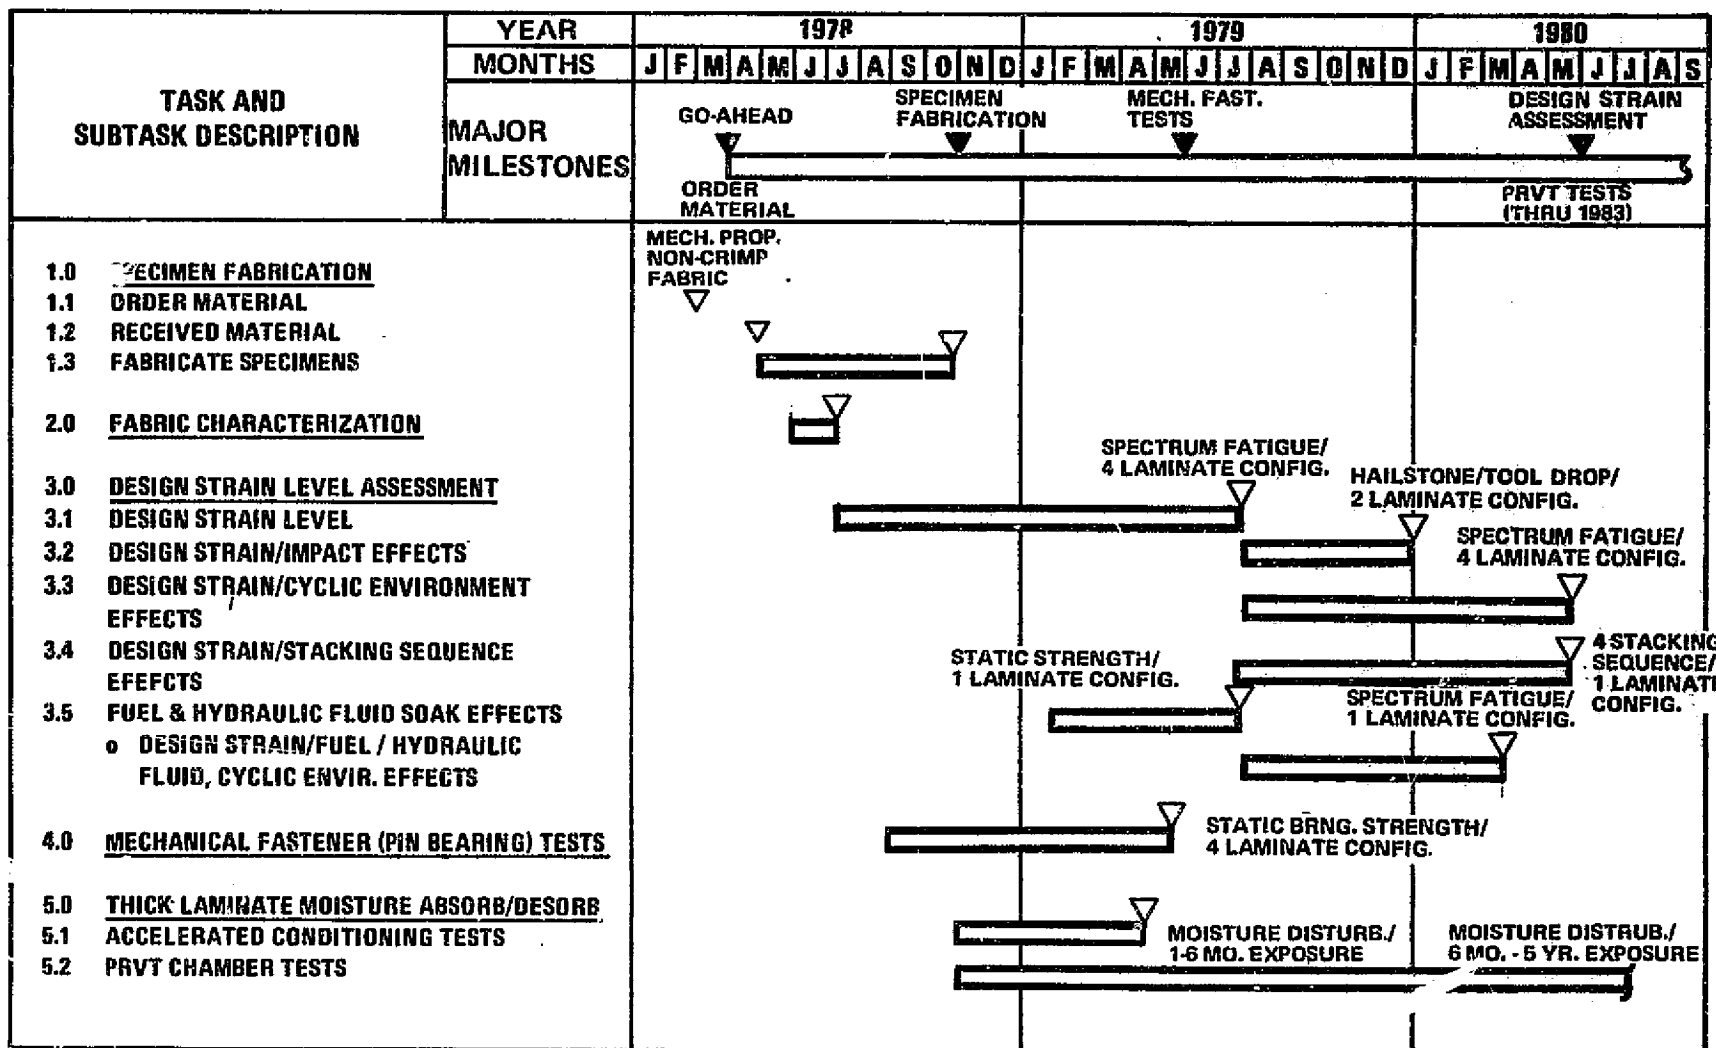 YEAR 1978 1979 1980
MONTHS J F M A M J J A S O N D J F M A M J J A S O N D J F M A M J J A S
TASK AND
SUBTASK DESCRIPTION
MAJOR
MILESTONES
GO-AHEAD
SPECIMEN
FABRICATION
MECH. FAST.
TESTS
DESIGN STRAIN
ASSESSMENT
ORDER
MATERIAL
PRVT TESTS
(THRU 1983)
MECH. PROP.
NON-CRIMP
FABRIC
1.0 PECIMEN FABRICATION
1.1 ORDER MATERIAL
1.2 RECEIVED MATERIAL
1.3 FABRICATE SPECIMENS
2.0 FABRIC CHARACTERIZATION
SPECTRUM FATIGUE/
4 LAMINATE CONFIG.
3.0 DESIGN STRAIN LEVEL ASSESSMENT
HAILSTONE/TOOL DROP/
2 LAMINATE CONFIG.
3.1 DESIGN STRAIN LEVEL
3.2 DESIGN STRAIN/IMPACT EFFECTS
SPECTRUM FATIGUE/
4 LAMINATE CONFIG.
3.3 DESIGN STRAIN/CYCLIC ENVIRONMENT
EFFECTS
3.4 DESIGN STRAIN/STACKING SEQUENCE
EFEFCTS
STATIC STRENGTH/
1 LAMINATE CONFIG.
4 STACKING
SEQUENCE/
1 LAMINATE
CONFIG.
3.5 FUEL & HYDRAULIC FLUID SOAK EFFECTS
SPECTRUM FATIGUE/
1 LAMINATE CONFIG.
o DESIGN STRAIN/FUEL / HYDRAULIC
FLUID, CYCLIC ENVIR. EFFECTS
4.0 MECHANICAL FASTENER (PIN BEARING) TESTS
STATIC BRNG. STRENGTH/
4 LAMINATE CONFIG.
5.0 THICK LAMINATE MOISTURE ABSORB/DESORB
5.1 ACCELERATED CONDITIONING TESTS
MOISTURE DISTURB./
1-6 MO. EXPOSURE
MOISTURE DISTRUB./
6 MO. - 5 YR. EXPOSURE
5.2 PRVT CHAMBER TESTS